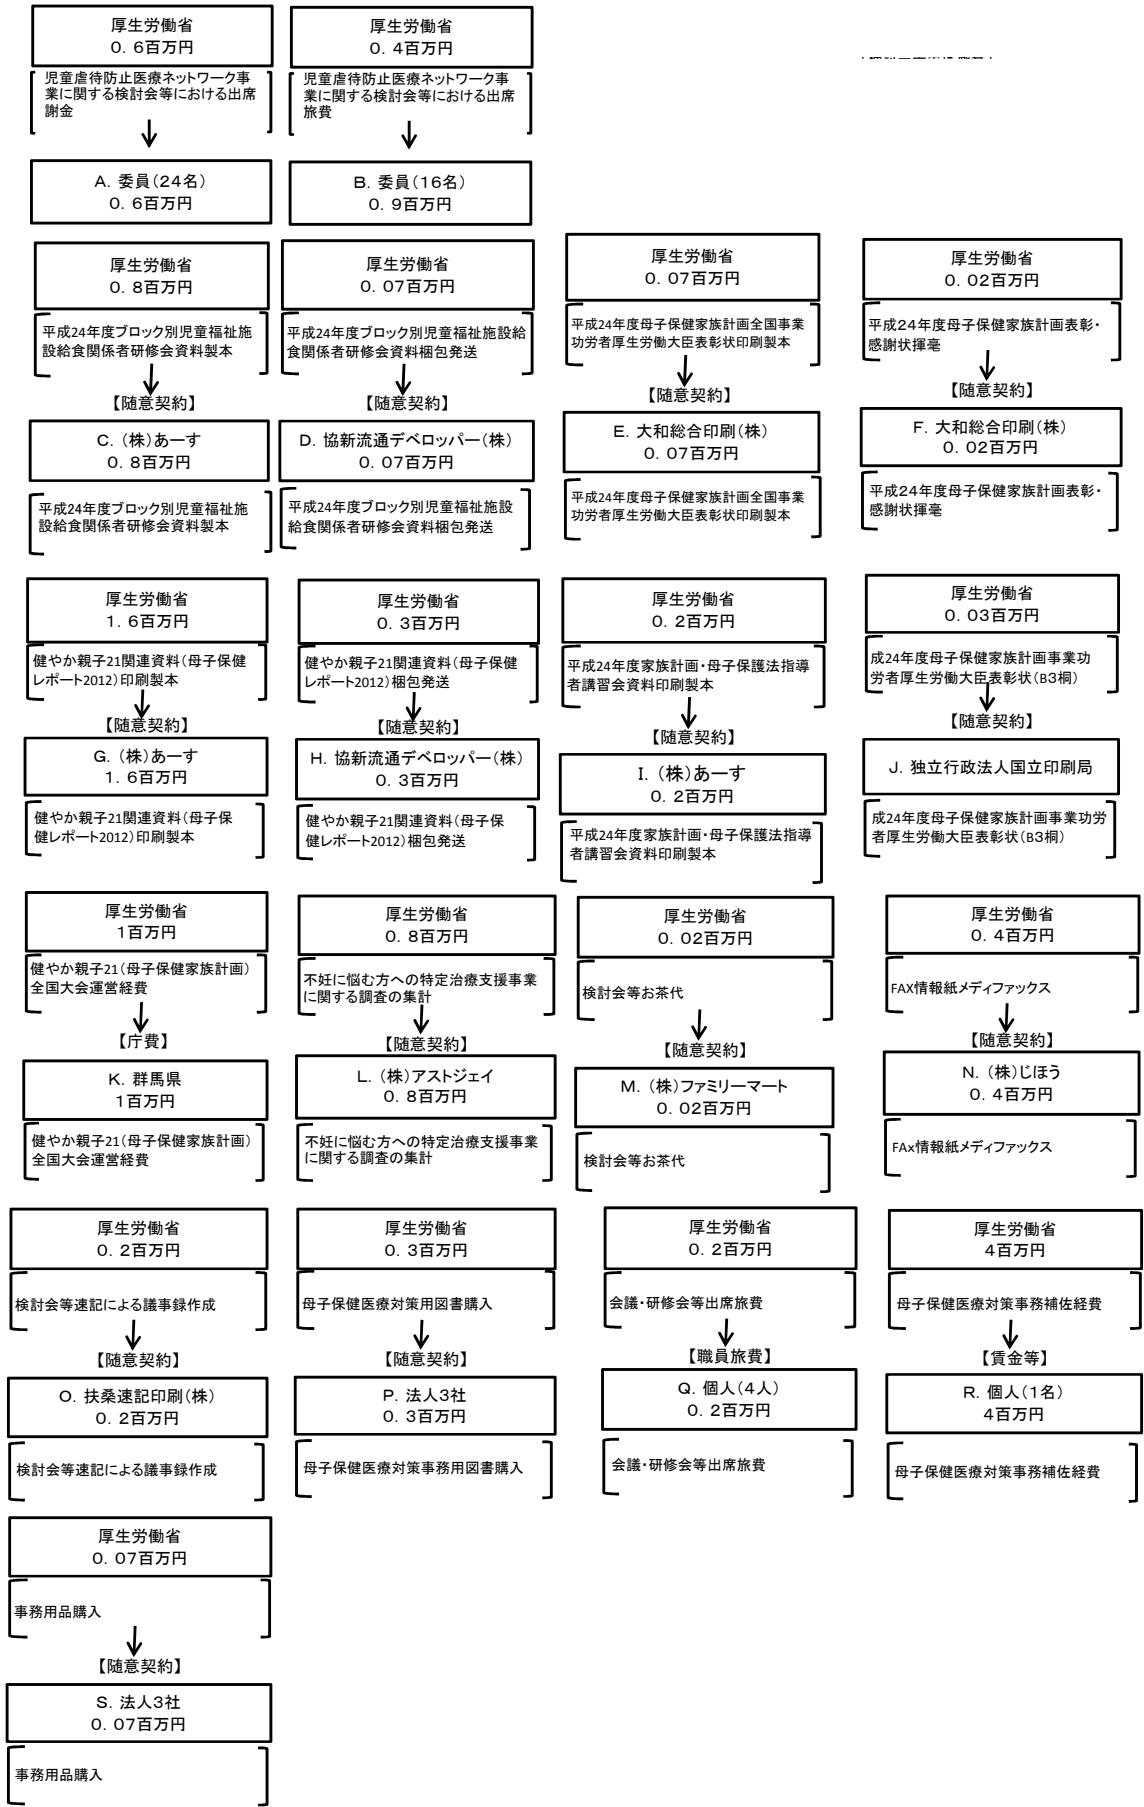 厚生労働省
０．６百万円
児童虐待防止医療ネットワーク事
業に関する検討会等における出席
謝金
A．委員（24名）
０．６百万円
厚生労働省
０．４百万円
児童虐待防止医療ネットワーク事
業に関する検討会等における出席
旅費
B．委員（16名）
０．９百万円
厚生労働省
０．８百万円
平成24年度ブロック別児童福祉施
設給食関係者研修会資料製本
【随意契約】
C．（株）あーす
０．８百万円
平成24年度ブロック別児童福祉施
設給食関係者研修会資料製本
厚生労働省
０．０７百万円
平成24年度ブロック別児童福祉施設給
食関係者研修会資料梱包発送
【随意契約】
D．協新流通デベロッパー（株）
０．０７百万円
平成24年度ブロック別児童福祉施設
給食関係者研修会資料梱包発送
厚生労働省
０．０７百万円
平成24年度母子保健家族計画全国事業
功労者厚生労働大臣表彰状印刷製本
【随意契約】
E．大和総合印刷（株）
０．０７百万円
平成24年度母子保健家族計画全国事業
功労者厚生労働大臣表彰状印刷製本
厚生労働省
０．０２百万円
平成２４年度母子保健家族計画表彰・
感謝状揮毫
【随意契約】
F．大和総合印刷（株）
０．０２百万円
平成２４年度母子保健家族計画表彰・
感謝状揮毫
厚生労働省
１．６百万円
健やか親子21関連資料（母子保健
レポート2012）印刷製本
【随意契約】
G．（株）あーす
１．６百万円
健やか親子21関連資料（母子保
健レポート2012）印刷製本
厚生労働省
０．３百万円
健やか親子21関連資料（母子保健
レポート2012）梱包発送
【随意契約】
H．協新流通デベロッパー（株）
０．３百万円
健やか親子21関連資料（母子保
健レポート2012）梱包発送
厚生労働省
０．２百万円
平成24年度家族計画・母子保護法指導
者講習会資料印刷製本
【随意契約】
I．（株）あーす
０．２百万円
平成24年度家族計画・母子保護法指導
者講習会資料印刷製本
厚生労働省
０．０３百万円
成24年度母子保健家族計画事業功
労者厚生労働大臣表彰状（B3桐）
【随意契約】
J．独立行政法人国立印刷局
成24年度母子保健家族計画事業功労
者厚生労働大臣表彰状（B3桐）
厚生労働省
１百万円
健やか親子21（母子保健家族計画）
全国大会運営経費
【庁費】
K．群馬県
１百万円
健やか親子21（母子保健家族計画）
全国大会運営経費
厚生労働省
０．８百万円
不妊に悩む方への特定治療支援事業
に関する調査の集計
【随意契約】
L．（株）アストジェイ
０．８百万円
不妊に悩む方への特定治療支援事業
に関する調査の集計
厚生労働省
０．０２百万円
検討会等お茶代
【随意契約】
M．（株）ファミリーマート
０．０２百万円
検討会等お茶代
厚生労働省
０．４百万円
FAX情報紙メディファックス
【随意契約】
N．（株）じほう
０．４百万円
FAx情報紙メディファックス
厚生労働省
０．２百万円
検討会等速記による議事録作成
【随意契約】
O．扶桑速記印刷（株）
０．２百万円
検討会等速記による議事録作成
厚生労働省
０．３百万円
母子保健医療対策用図書購入
【随意契約】
P．法人3社
０．３百万円
母子保健医療対策事務用図書購入
厚生労働省
０．２百万円
会議・研修会等出席旅費
【職員旅費】
Q．個人（4人）
０．２百万円
会議・研修会等出席旅費
厚生労働省
４百万円
母子保健医療対策事務補佐経費
【賃金等】
R．個人（1名）
４百万円
母子保健医療対策事務補佐経費
厚生労働省
０．０７百万円
事務用品購入
【随意契約】
S．法人3社
０．０７百万円
事務用品購入